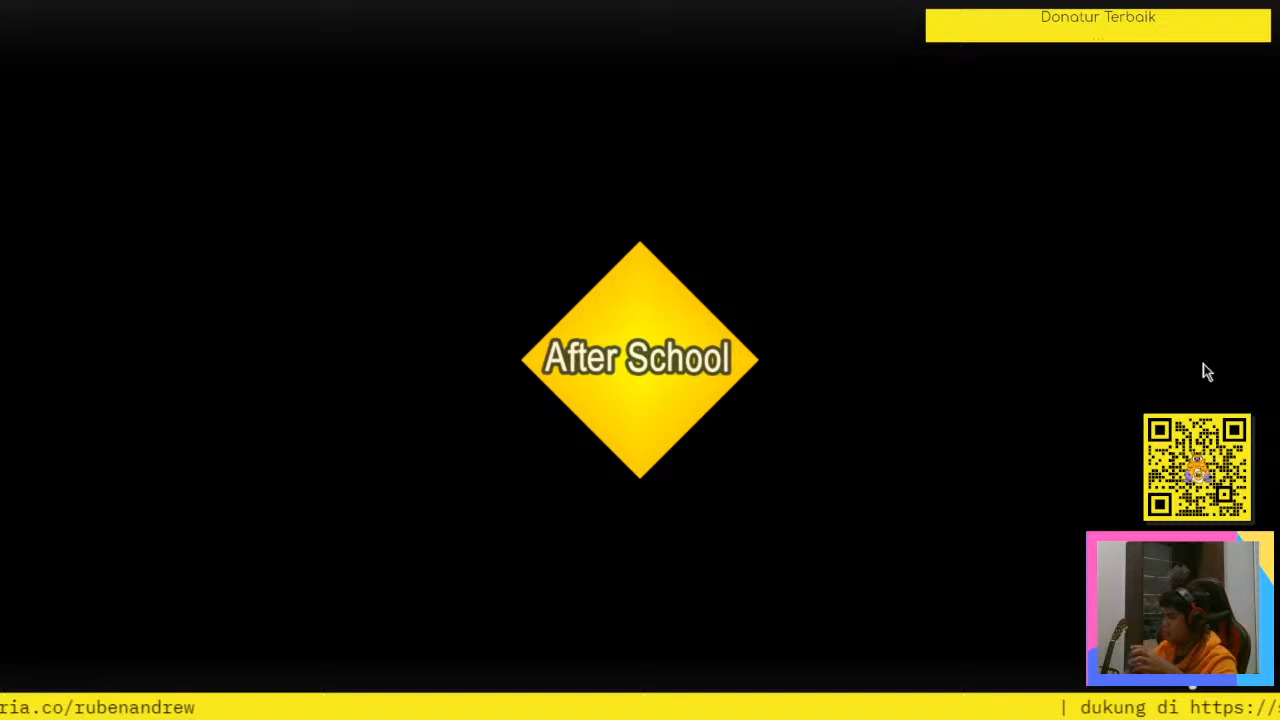 Donatur Terbaik
...
After School
ria.co/rubenandrew | dukung di https://s